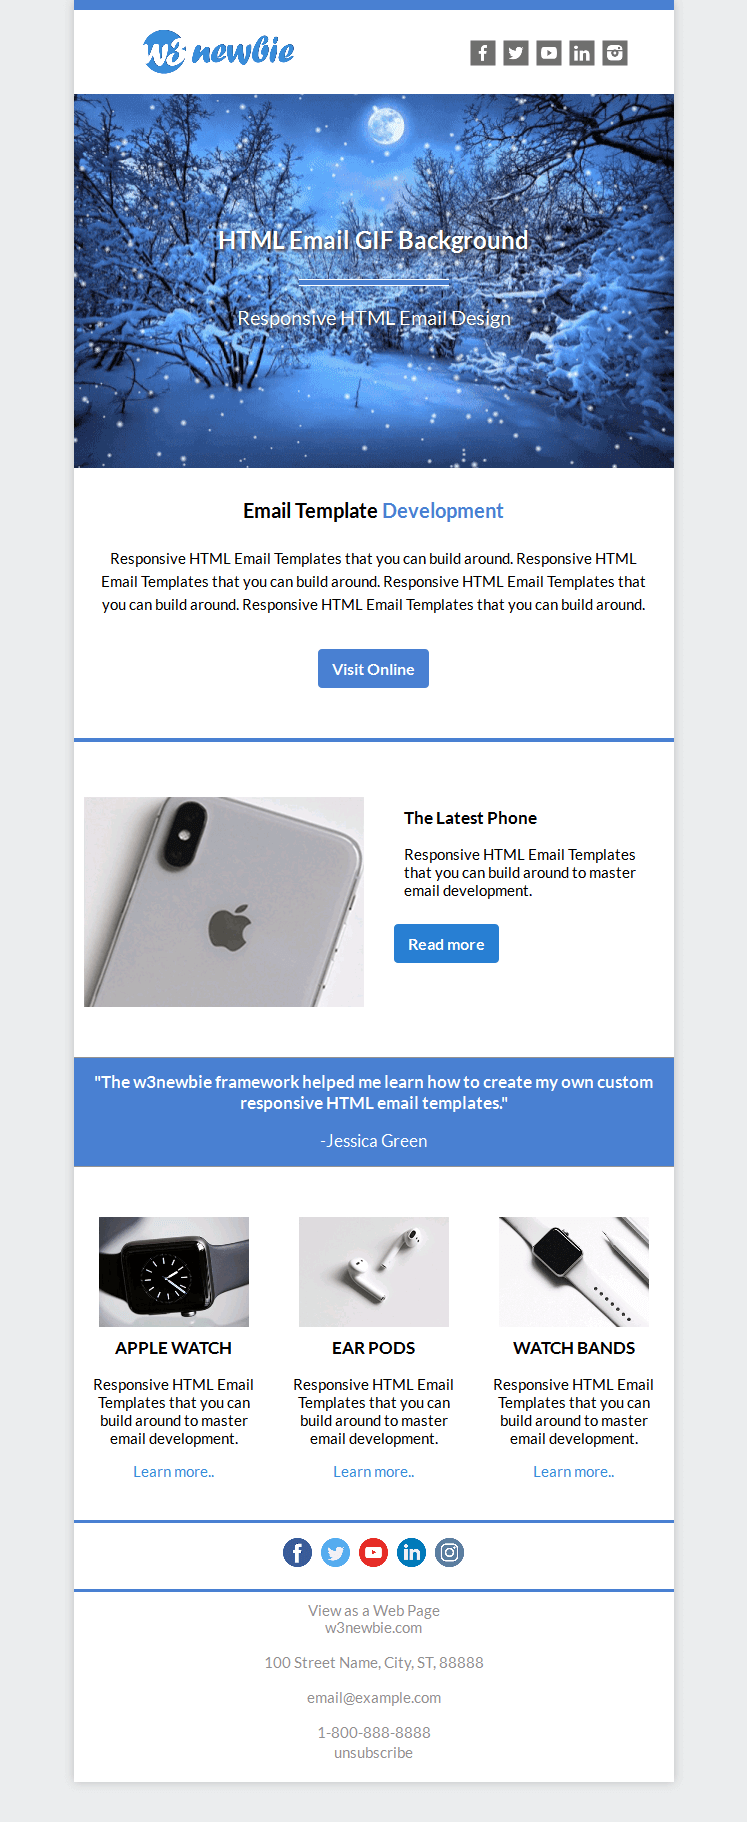 w3 newbie
HTML Email GIF Background
Responsive HTML Email Design
Email Template Development
Responsive HTML Email Templates that you can build around. Responsive HTML
Email Templates that you can build around. Responsive HTML Email Templates that
you can build around. Responsive HTML Email Templates that you can build around.
Visit Online
The Latest Phone
Responsive HTML Email Templates
that you can build around to master
email development.
Read more
"The w3newbie framework helped me learn how to create my own custom
responsive HTML email templates."
-Jessica Green
APPLE WATCH
Responsive HTML Email
Templates that you can
build around to master
email development.
Learn more..
EAR PODS
Responsive HTML Email
Templates that you can
build around to master
email development.
Learn more..
WATCH BANDS
Responsive HTML Email
Templates that you can
build around to master
email development.
Learn more..
View as a Web Page
w3newbie.com
100 Street Name, City, ST, 88888
email@example.com
1-800-888-8888
unsubscribe